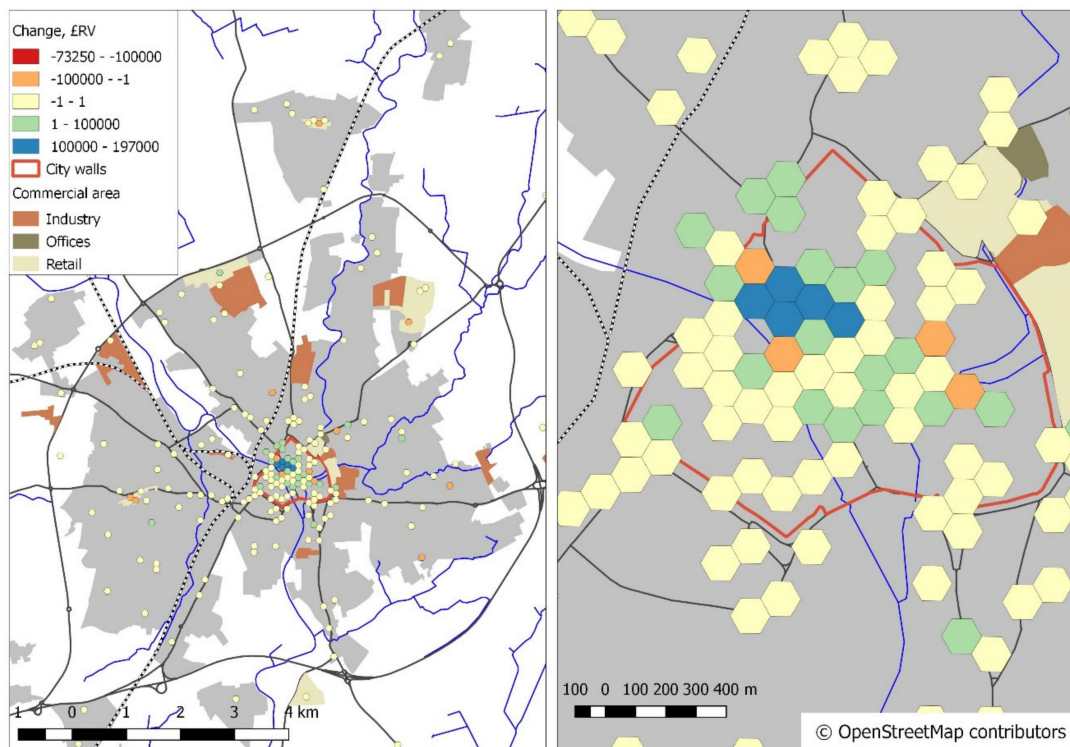 Change, £RV
-73250 - -100000
-100000 - -1
-1 - 1
1 - 100000
100000 - 197000
City walls
Commercial area
Industry
Offices
Retail
1 0 1 2 3 4 km
100 0 100 200 300 400 m
© OpenStreetMap contributors